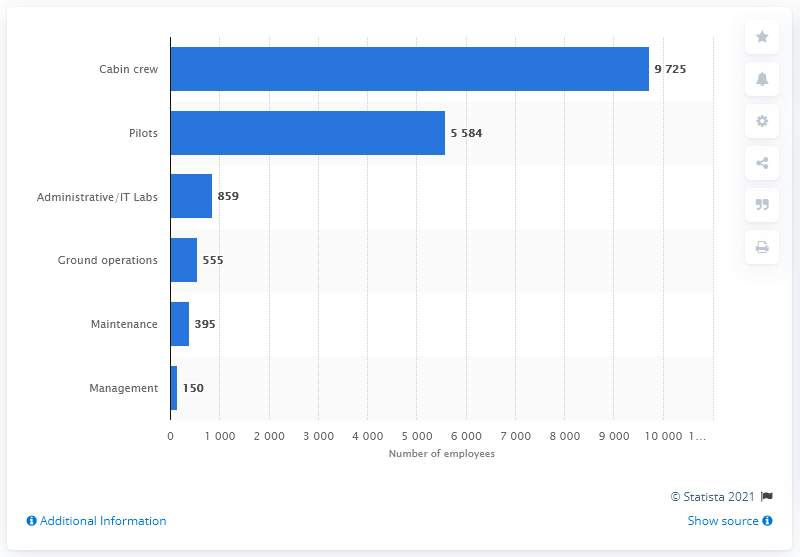 Cabin crew 9 725
Pilots 5 584
Administrative/IT Labs 859
Ground operations 555
Maintenance 395
Management 150
0 1 000 2 000 3 000 4 000 5 000 6 000 7 000 8 000 9 000 10 000 1...
Number of employees
© Statista 2021
Additional Information Show source